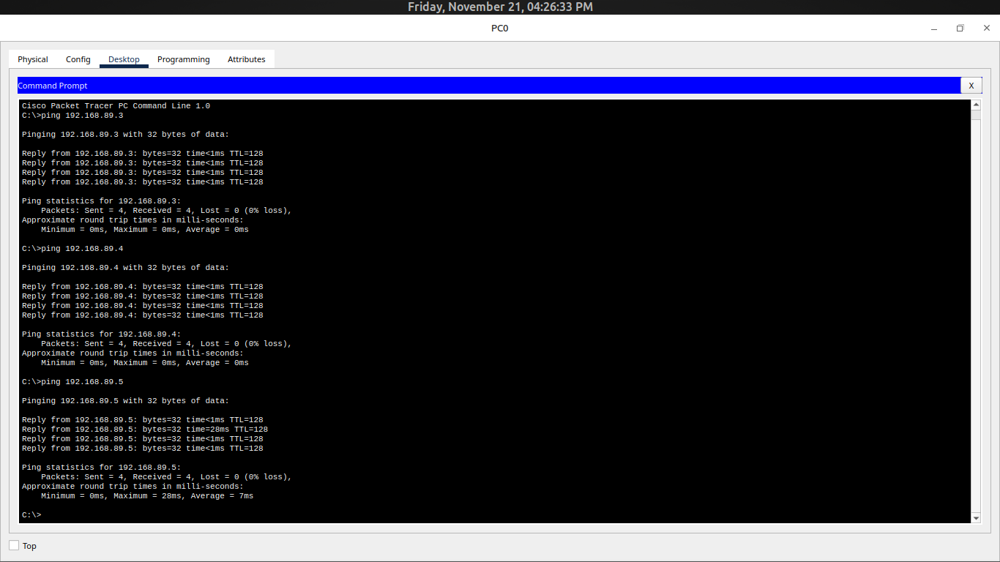 Friday, November 21, 04:26:33 PM
PC0
Physical Config Desktop Programming Attributes
Command Prompt X
Cisco Packet Tracer PC Command Line 1.0
C:\>ping 192.168.89.3
Pinging 192.168.89.3 with 32 bytes of data:
Reply from 192.168.89.3: bytes=32 time<1ms TTL=128
Reply from 192.168.89.3: bytes=32 time<1ms TTL=128
Reply from 192.168.89.3: bytes=32 time<1ms TTL=128
Reply from 192.168.89.3: bytes=32 time<1ms TTL=128
Ping statistics for 192.168.89.3:
    Packets: Sent = 4, Received = 4, Lost = 0 (0% loss),
Approximate round trip times in milli-seconds:
    Minimum = 0ms, Maximum = 0ms, Average = 0ms
C:\>ping 192.168.89.4
Pinging 192.168.89.4 with 32 bytes of data:
Reply from 192.168.89.4: bytes=32 time<1ms TTL=128
Reply from 192.168.89.4: bytes=32 time<1ms TTL=128
Reply from 192.168.89.4: bytes=32 time<1ms TTL=128
Reply from 192.168.89.4: bytes=32 time<1ms TTL=128
Ping statistics for 192.168.89.4:
    Packets: Sent = 4, Received = 4, Lost = 0 (0% loss),
Approximate round trip times in milli-seconds:
    Minimum = 0ms, Maximum = 0ms, Average = 0ms
C:\>ping 192.168.89.5
Pinging 192.168.89.5 with 32 bytes of data:
Reply from 192.168.89.5: bytes=32 time<1ms TTL=128
Reply from 192.168.89.5: bytes=32 time=28ms TTL=128
Reply from 192.168.89.5: bytes=32 time<1ms TTL=128
Reply from 192.168.89.5: bytes=32 time<1ms TTL=128
Ping statistics for 192.168.89.5:
    Packets: Sent = 4, Received = 4, Lost = 0 (0% loss),
Approximate round trip times in milli-seconds:
    Minimum = 0ms, Maximum = 28ms, Average = 7ms
C:\>
Top